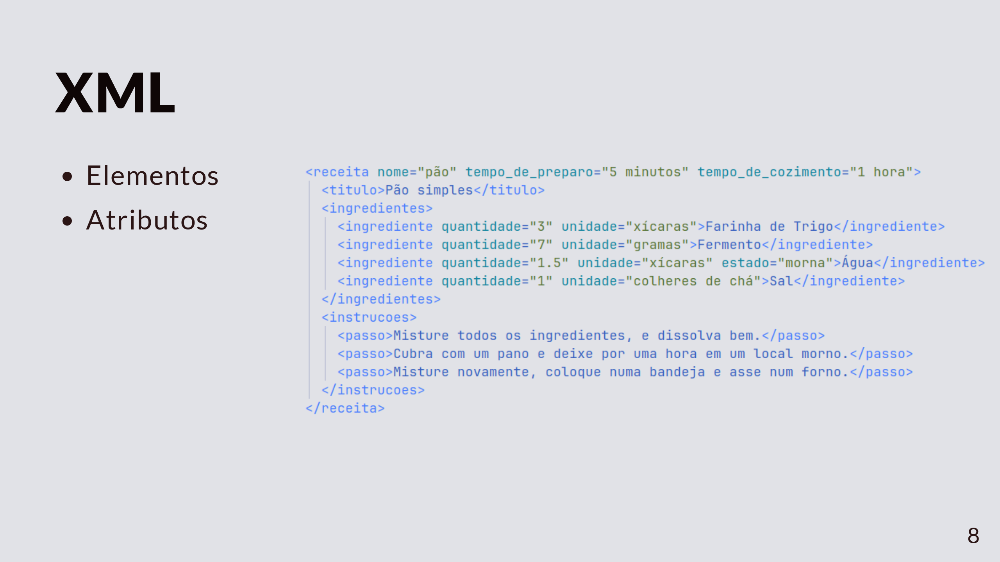 XML
• Elementos
• Atributos
<receita nome="pão" tempo_de_preparo="5 minutos" tempo_de_cozimento="1 hora">
<titulo>Pão simples</titulo>
<ingredientes>
<ingrediente quantidade="3" unidade="xícaras">Farinha de Trigo</ingrediente>
<ingrediente quantidade="7" unidade="gramas">Fermento</ingrediente>
<ingrediente quantidade="1.5" unidade="xícaras" estado="morna">Água</ingrediente>
<ingrediente quantidade="1" unidade="colheres de chá">Sal</ingrediente>
</ingredientes>
<instrucoes>
<passo>Misture todos os ingredientes, e dissolva bem.</passo>
<passo>Cubra com um pano e deixe por uma hora em um local morno.</passo>
<passo>Misture novamente, coloque numa bandeja e asse num forno.</passo>
</instrucoes>
</receita>
8